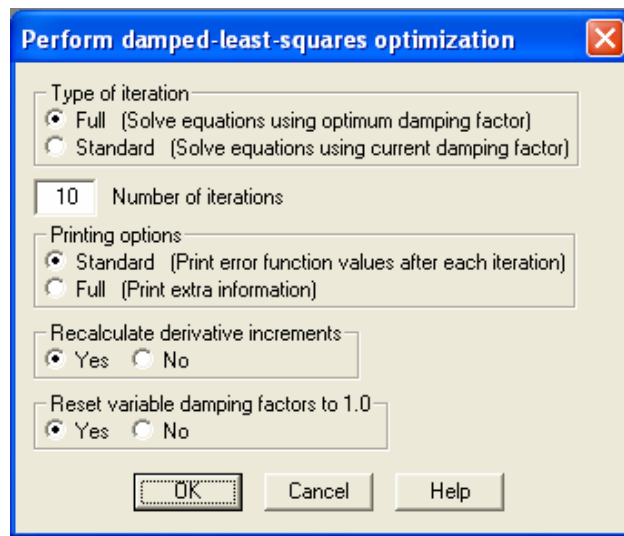 Perform damped-least-squares optimization
Type of iteration
Full (Solve equations using optimum damping factor)
Standard (Solve equations using current damping factor)
10 Number of iterations
Printing options
Standard (Print error function values after each iteration)
Full (Print extra information)
Recalculate derivative increments
Yes No
Reset variable damping factors to 1.0
Yes No
OK Cancel Help